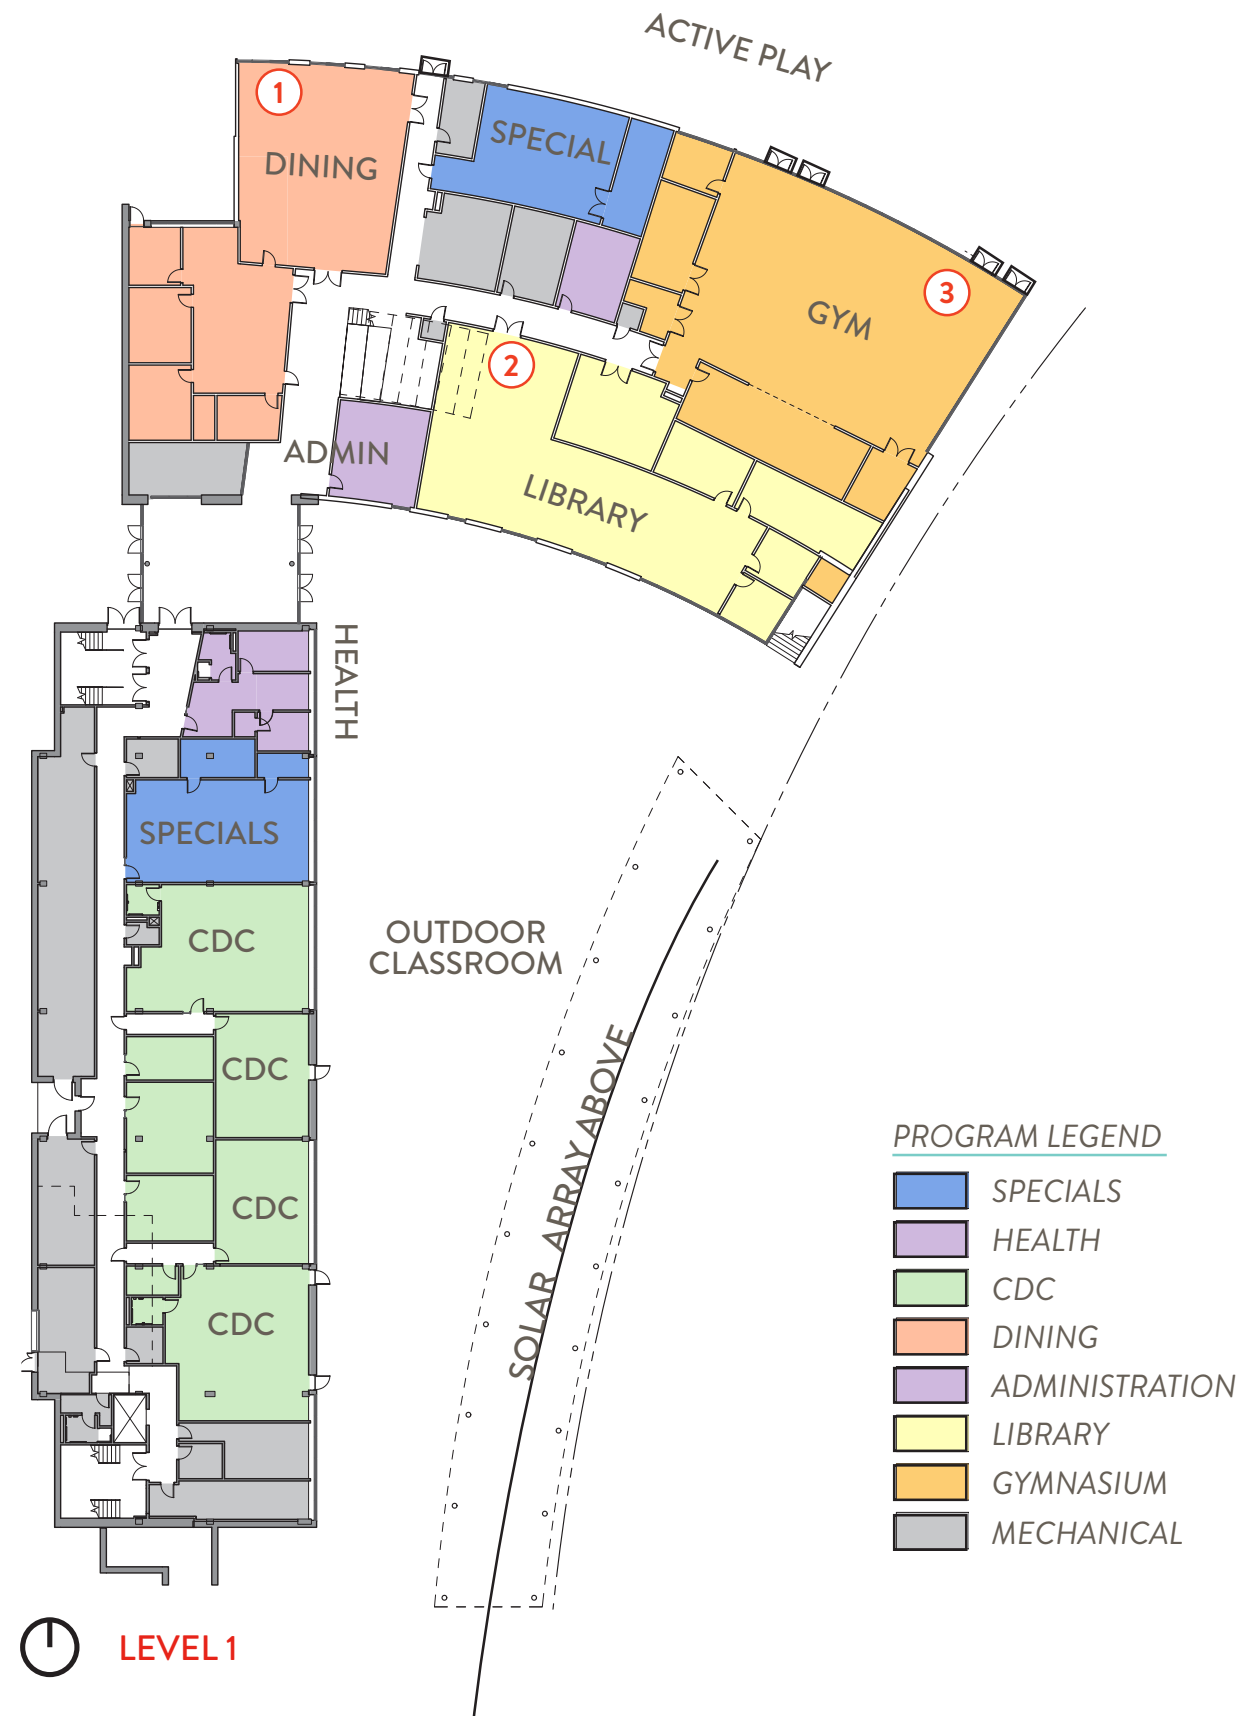 ACTIVE PLAY
1
DINING
SPECIAL
3
GYM
2
ADMIN
LIBRARY
HEALTH
SPECIALS
CDC
OUTDOOR
CLASSROOM
CDC
SOLAR ARRAY ABOVE
CDC
CDC
PROGRAM LEGEND
SPECIALS
HEALTH
CDC
DINING
ADMINISTRATION
LIBRARY
GYMNASIUM
MECHANICAL
LEVEL 1